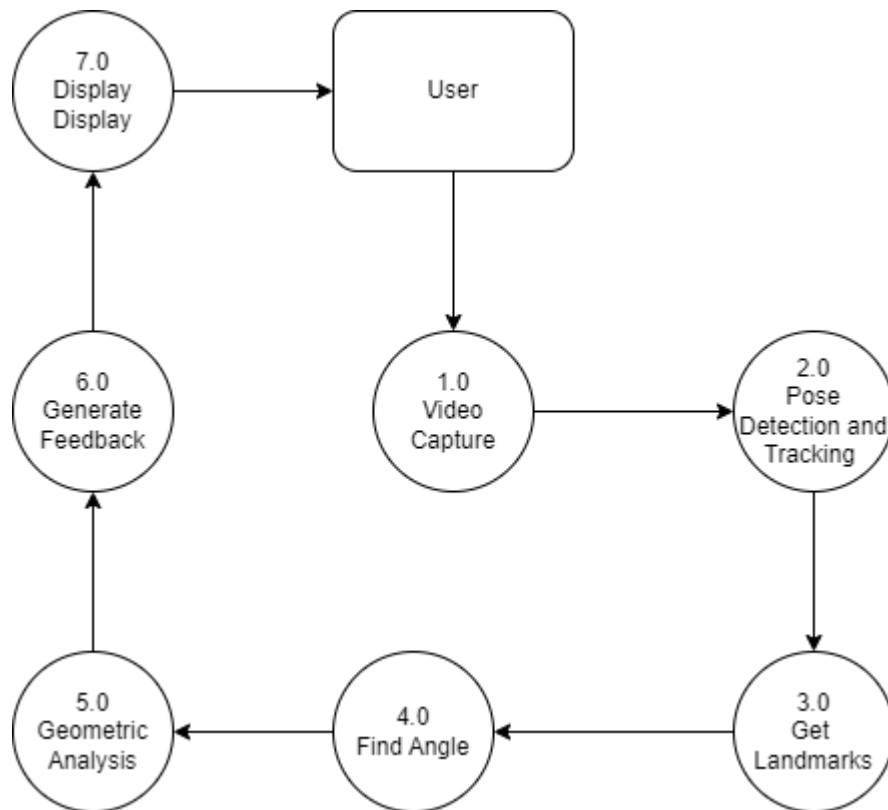 7.0
Display
Display
User
6.0
Generate
Feedback
1.0
Video
Capture
2.0
Pose
Detection and
Tracking
5.0
Geometric
Analysis
4.0
Find Angle
3.0
Get
Landmarks